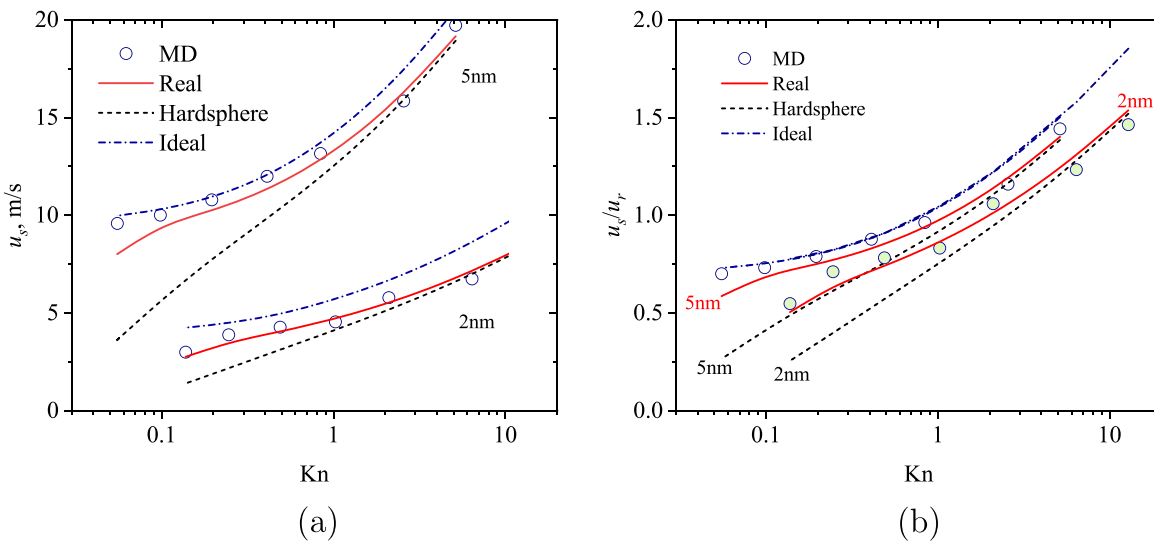 20
15
10
5
0
u_s, m/s
MD
Real
Hardsphere
Ideal
5nm
2nm
0.1
1
10
Kn
(a)
2.0
1.5
1.0
0.5
0.0
u_s/u_r
MD
Real
Hardsphere
Ideal
2nm
5nm
5nm
2nm
0.1
1
10
Kn
(b)